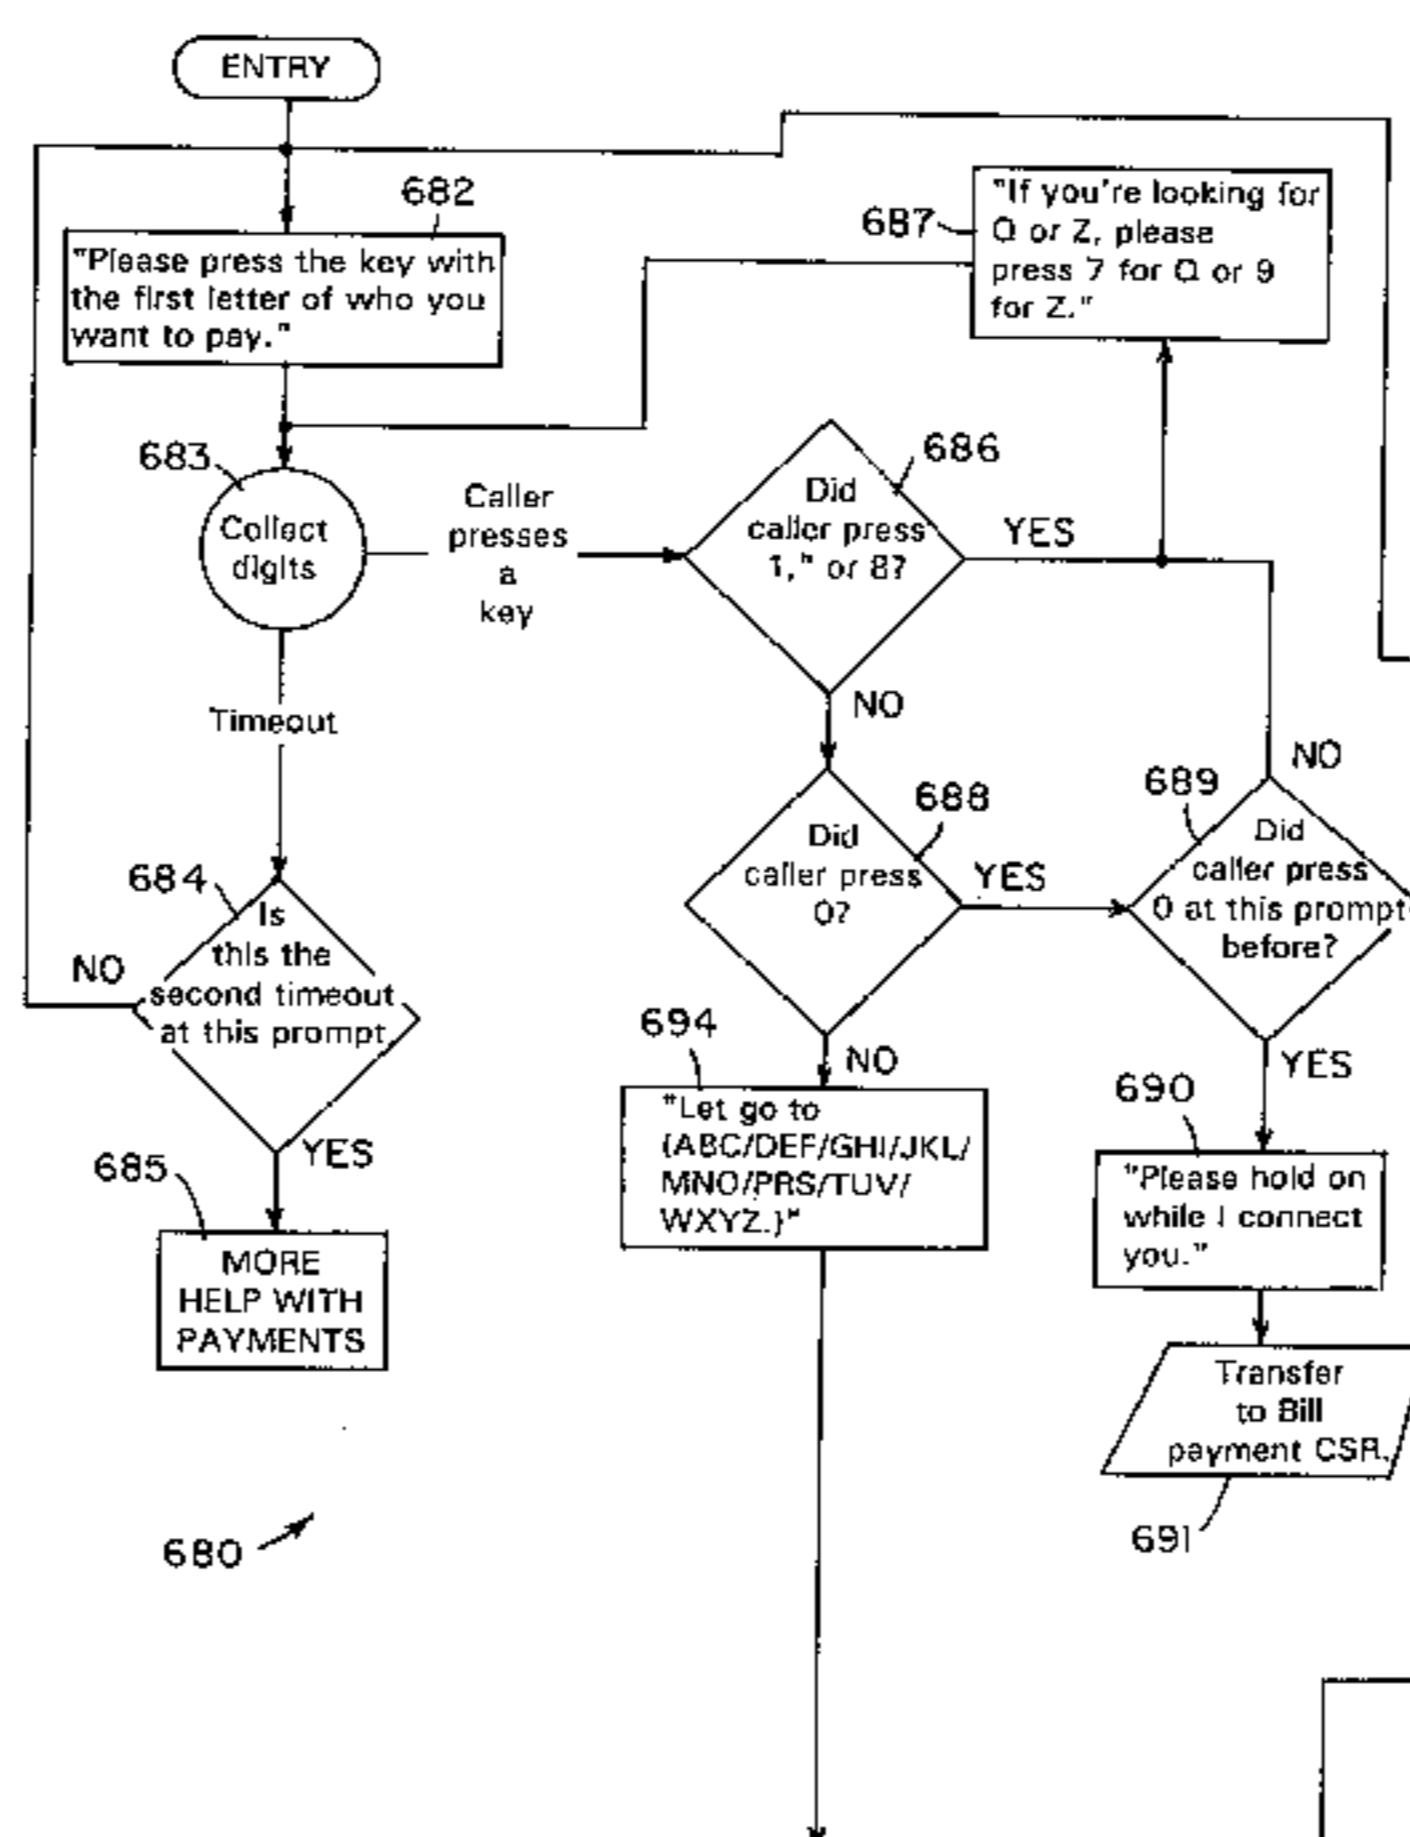 ENTRY
682
"Please press the key with
the first letter of who you
want to pay."
687
"If you're looking for
Q or Z, please
press 7 for Q or 9
for Z."
683
Collect
digits
Caller
presses
a
key
686
Did
caller press
1," or 8?
YES
NO
Timeout
684
Is
this the
second timeout
at this prompt
NO
YES
685
MORE
HELP WITH
PAYMENTS
688
Did
caller press
0?
YES
NO
689
NO
Did
caller press
0 at this prompt
before?
YES
694
"Let go to
(ABC/DEF/GHI/JKL/
MNO/PRS/TUV/
WXYZ.)"
690
"Please hold on
while I connect
you."
Transfer
to Bill
payment CSR.
691
680